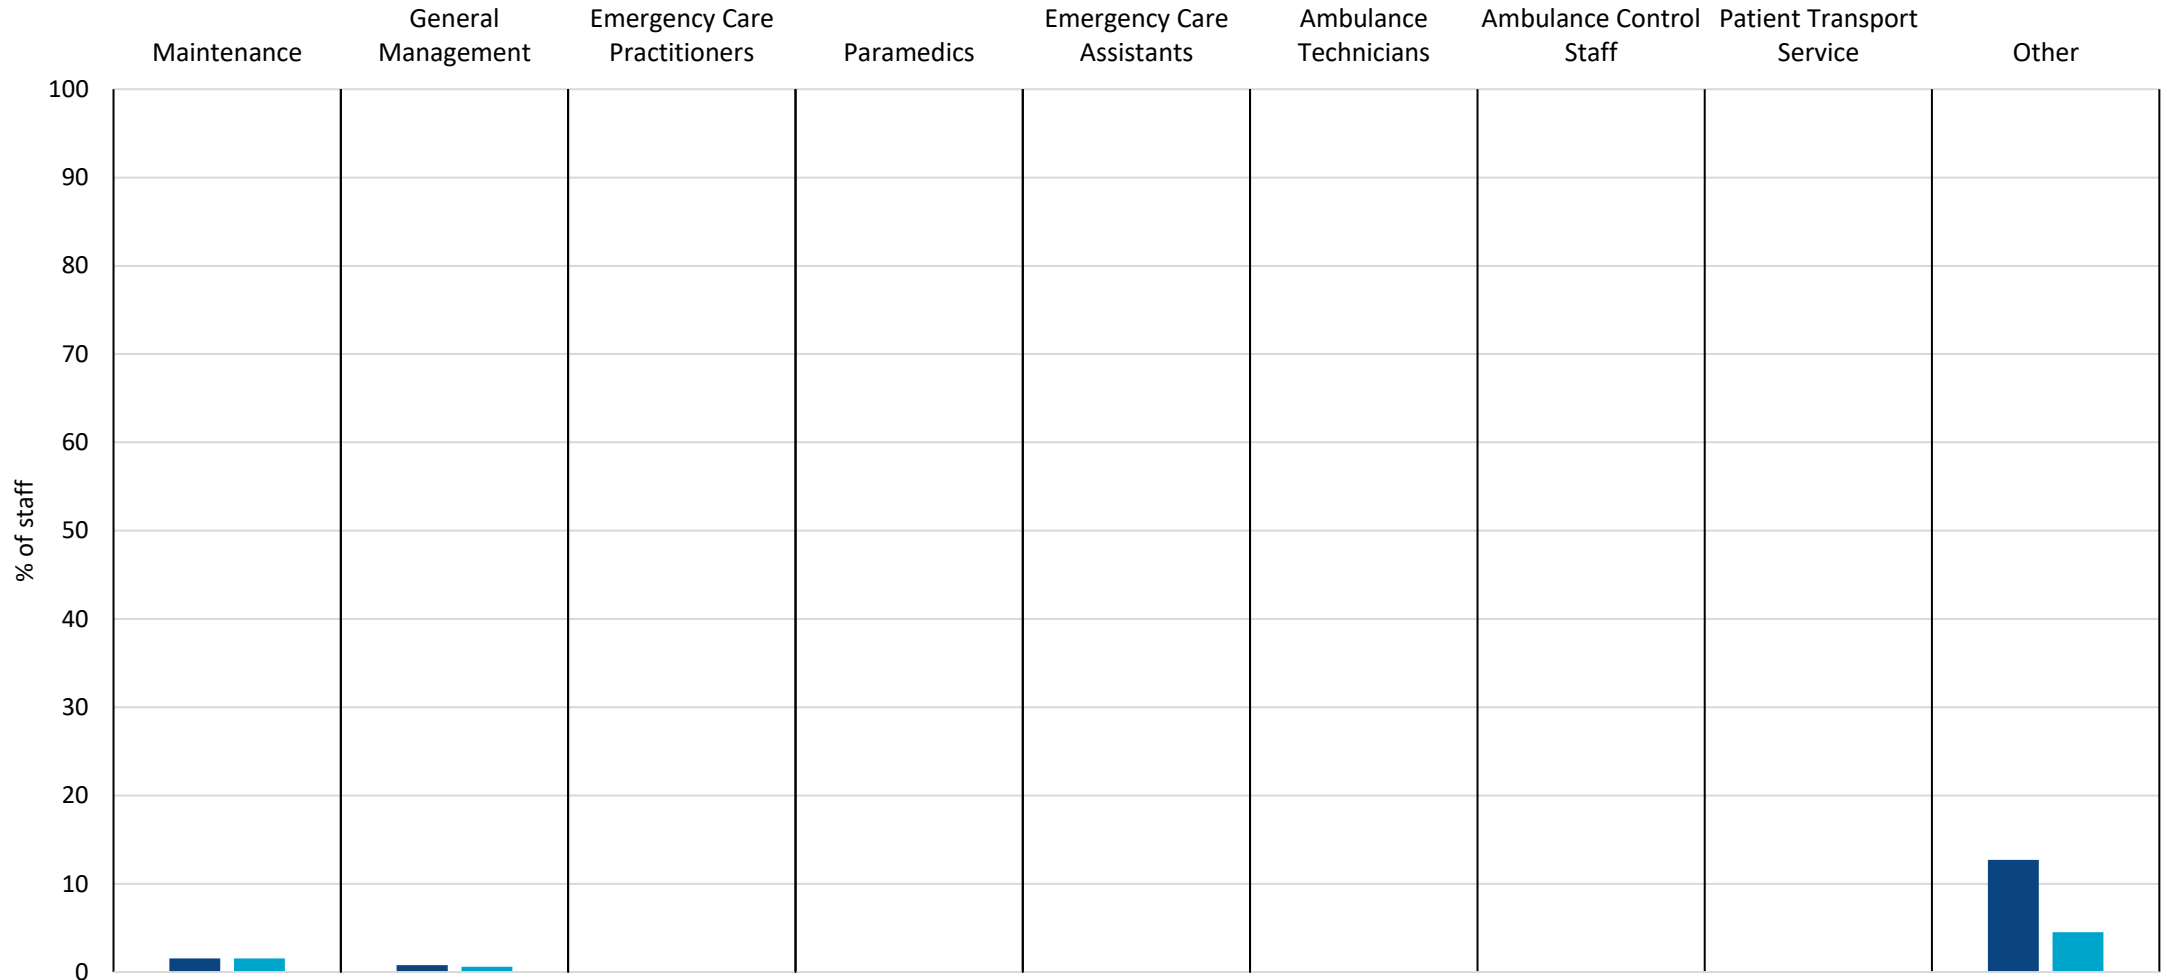 Maintenance
General
Management
Emergency Care
Practitioners
Paramedics
Emergency Care
Assistants
Ambulance
Technicians
Ambulance Control
Staff
Patient Transport
Service
Other
100
90
80
70
60
50
40
30
20
10
0
% of staff